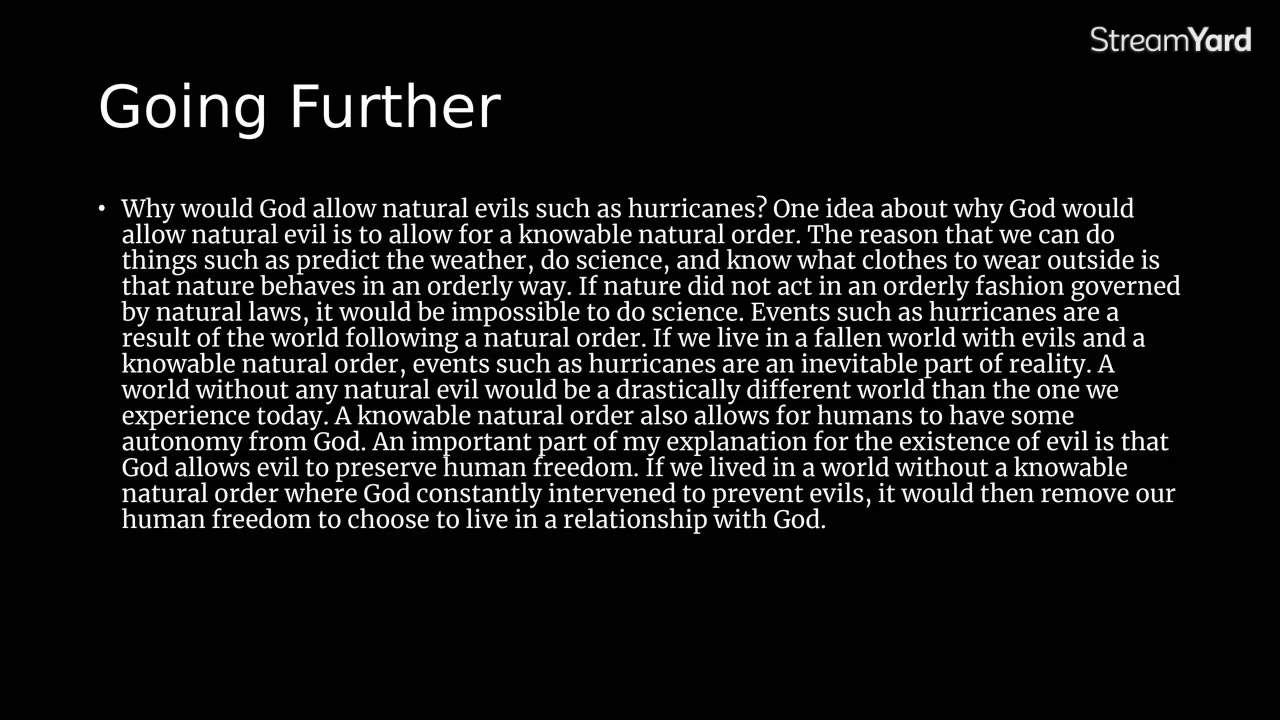 StreamYard
Going Further
• Why would God allow natural evils such as hurricanes? One idea about why God would
allow natural evil is to allow for a knowable natural order. The reason that we can do
things such as predict the weather, do science, and know what clothes to wear outside is
that nature behaves in an orderly way. If nature did not act in an orderly fashion governed
by natural laws, it would be impossible to do science. Events such as hurricanes are a
result of the world following a natural order. If we live in a fallen world with evils and a
knowable natural order, events such as hurricanes are an inevitable part of reality. A
world without any natural evil would be a drastically different world than the one we
experience today. A knowable natural order also allows for humans to have some
autonomy from God. An important part of my explanation for the existence of evil is that
God allows evil to preserve human freedom. If we lived in a world without a knowable
natural order where God constantly intervened to prevent evils, it would then remove our
human freedom to choose to live in a relationship with God.